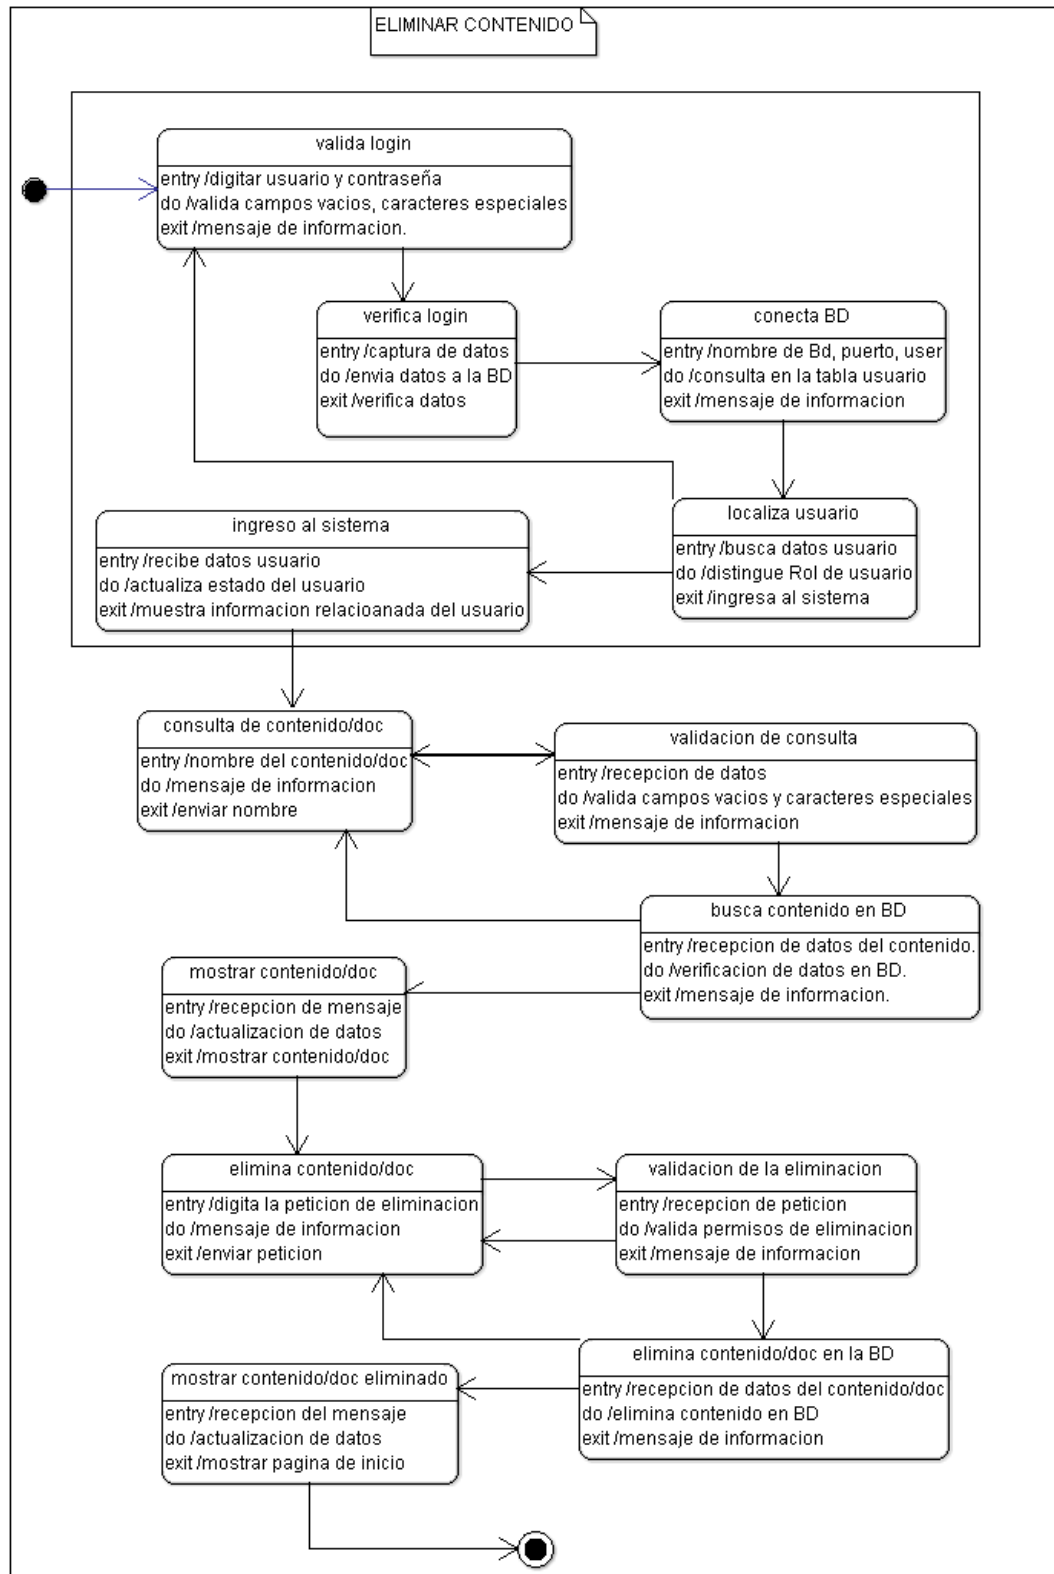 ELIMINAR CONTENIDO
valida login
entry /digitar usuario y contraseña
do /valida campos vacios, caracteres especiales
exit /mensaje de informacion.
verifica login
entry /captura de datos
do /envia datos a la BD
exit /verifica datos
conecta BD
entry /nombre de Bd, puerto, user
do /consulta en la tabla usuario
exit /mensaje de informacion
localiza usuario
entry /busca datos usuario
do /distingue Rol de usuario
exit /ingresa al sistema
ingreso al sistema
entry /recibe datos usuario
do /actualiza estado del usuario
exit /muestra informacion relacioanada del usuario
consulta de contenido/doc
entry /nombre del contenido/doc
do /mensaje de informacion
exit /enviar nombre
validacion de consulta
entry /recepcion de datos
do /valida campos vacios y caracteres especiales
exit /mensaje de informacion
busca contenido en BD
entry /recepcion de datos del contenido.
do /verificacion de datos en BD.
exit /mensaje de informacion.
mostrar contenido/doc
entry /recepcion de mensaje
do /actualizacion de datos
exit /mostrar contenido/doc
elimina contenido/doc
entry /digita la peticion de eliminacion
do /mensaje de informacion
exit /enviar peticion
validacion de la eliminacion
entry /recepcion de peticion
do /valida permisos de eliminacion
exit /mensaje de informacion
elimina contenido/doc en la BD
entry /recepcion de datos del contenido/doc
do /elimina contenido en BD
exit /mensaje de informacion
mostrar contenido/doc eliminado
entry /recepcion del mensaje
do /actualizacion de datos
exit /mostrar pagina de inicio